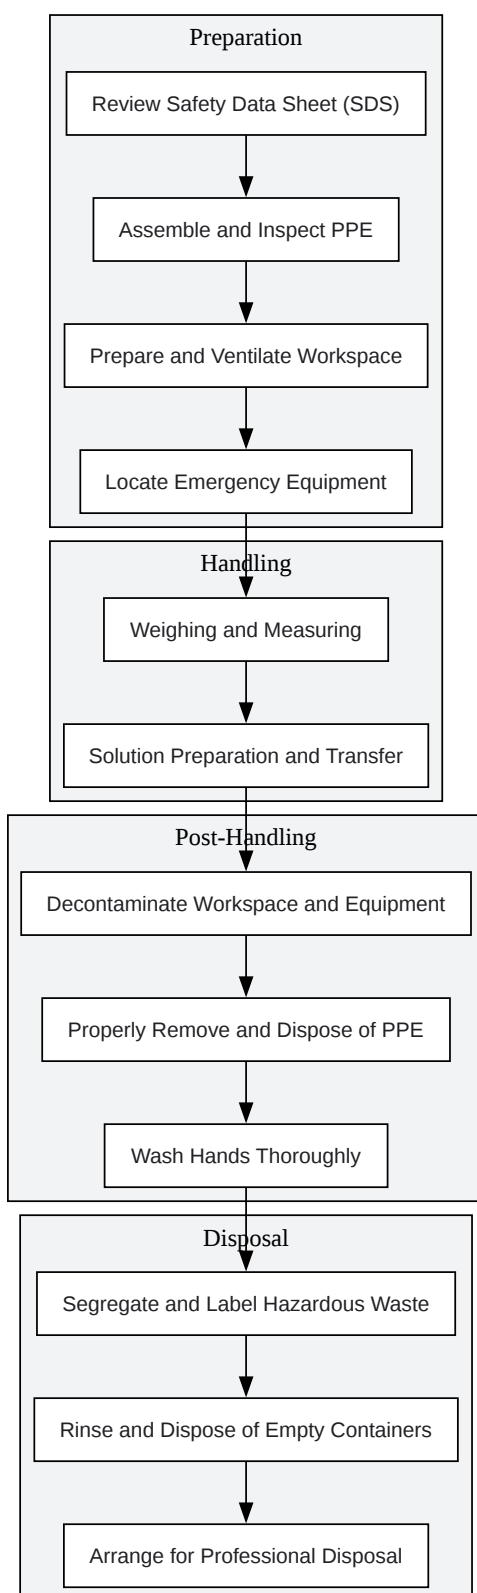 Preparation
Review Safety Data Sheet (SDS)
Assemble and Inspect PPE
Prepare and Ventilate Workspace
Locate Emergency Equipment
Handling
Weighing and Measuring
Solution Preparation and Transfer
Post-Handling
Decontaminate Workspace and Equipment
Properly Remove and Dispose of PPE
Wash Hands Thoroughly
Disposal
Segregate and Label Hazardous Waste
Rinse and Dispose of Empty Containers
Arrange for Professional Disposal